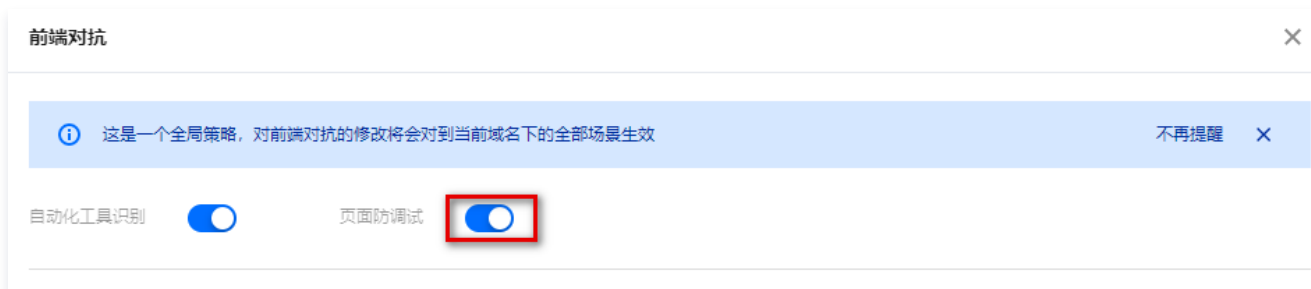 前端对抗
这是一个全局策略，对前端对抗的修改将会对到当前域名下的全部场景生效 不再提醒
自动化工具识别 页面防调试